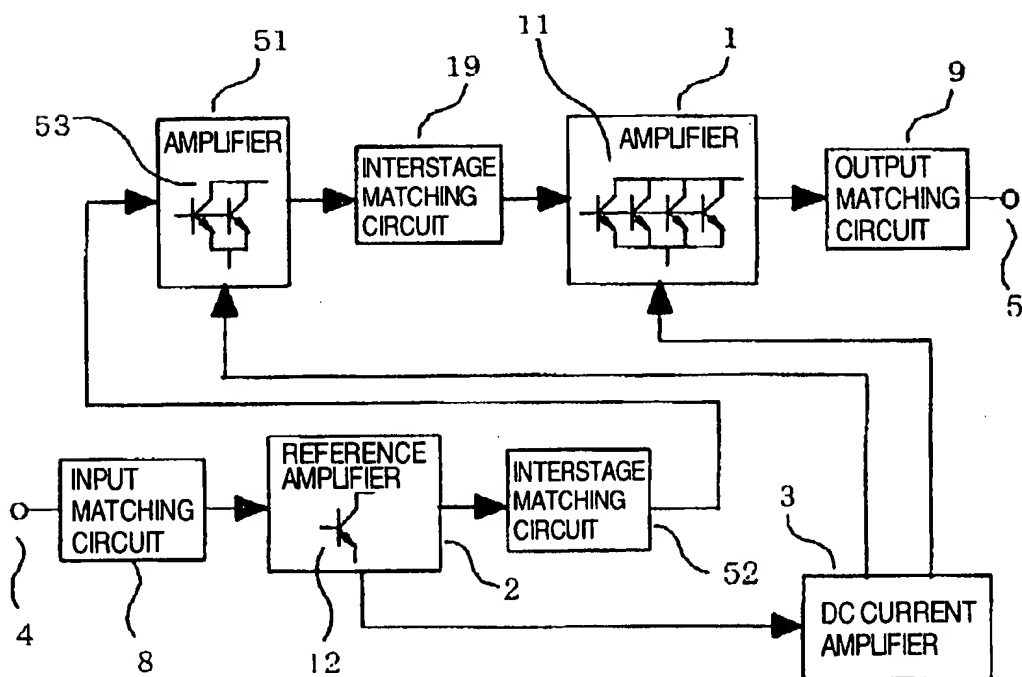 51
19
11
1
9
53
AMPLIFIER
INTERSTAGE
MATCHING
CIRCUIT
AMPLIFIER
OUTPUT
MATCHING
CIRCUIT
5
INPUT
MATCHING
CIRCUIT
REFERENCE
AMPLIFIER
INTERSTAGE
MATCHING
CIRCUIT
3
4
8
12
2
52
DC CURRENT
AMPLIFIER